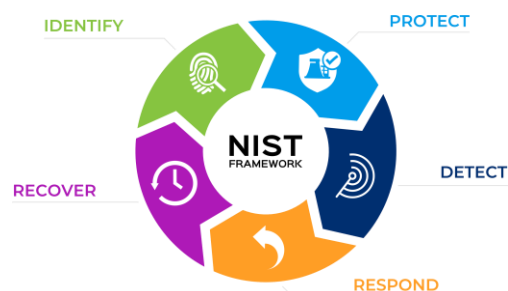 IDENTIFY
PROTECT
NIST
FRAMEWORK
DETECT
RECOVER
RESPOND